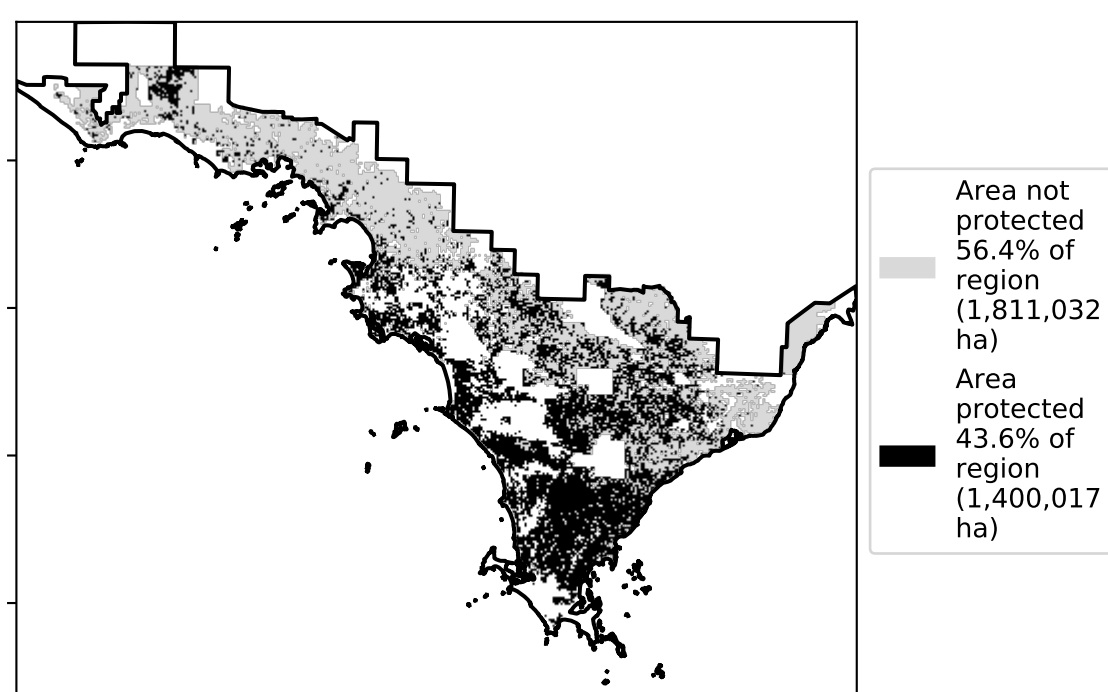 Area not
protected
56.4% of
region
(1,811,032
ha)
Area
protected
43.6% of
region
(1,400,017
ha)